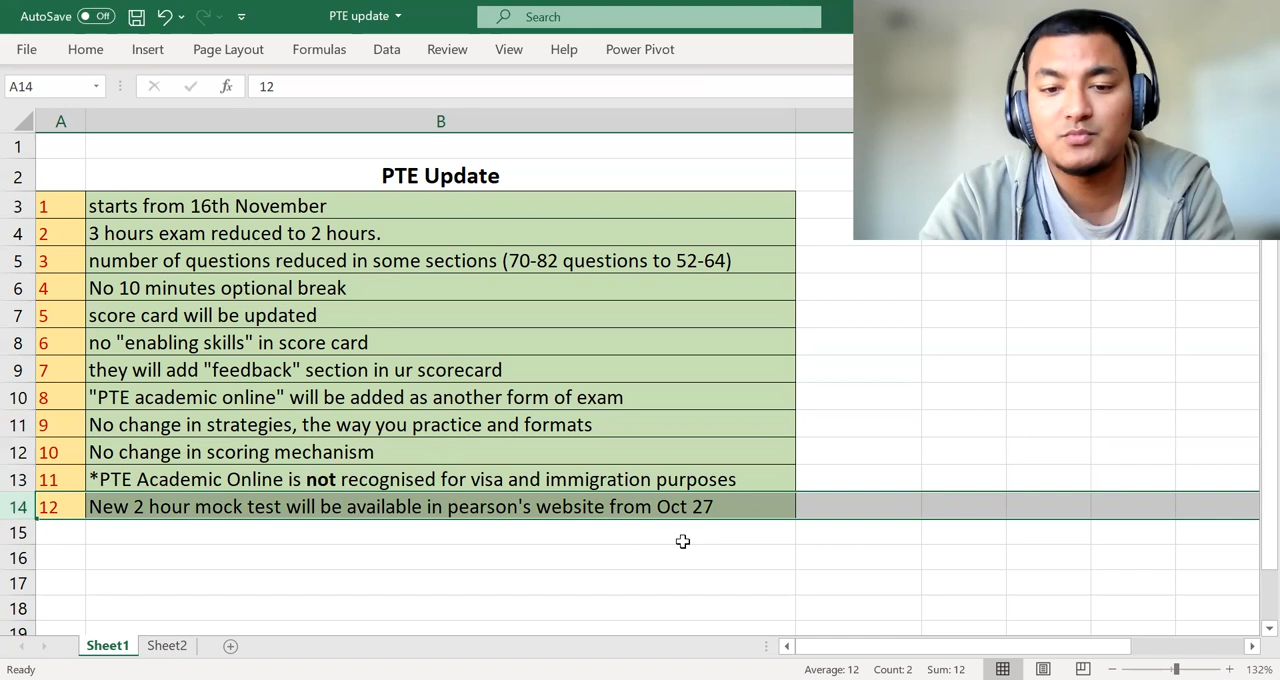 AutoSave Off PTE update Search
File Home Insert Page Layout Formulas Data Review View Help Power Pivot
A14 fx 12
A B
1
2 PTE Update
3 1 starts from 16th November
4 2 3 hours exam reduced to 2 hours.
5 3 number of questions reduced in some sections (70-82 questions to 52-64)
6 4 No 10 minutes optional break
7 5 score card will be updated
8 6 no "enabling skills" in score card
9 7 they will add "feedback" section in ur scorecard
10 8 "PTE academic online" will be added as another form of exam
11 9 No change in strategies, the way you practice and formats
12 10 No change in scoring mechanism
13 11 *PTE Academic Online is not recognised for visa and immigration purposes
14 12 New 2 hour mock test will be available in pearson's website from Oct 27
15
16
17
18
19
Sheet1 Sheet2
Ready Average: 12 Count: 2 Sum: 12 132%